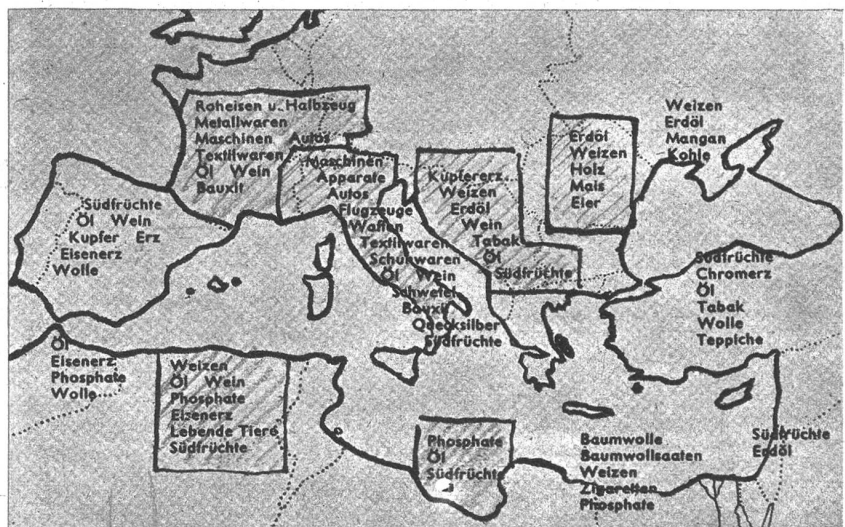 Roheisen u. Halbzeug
Metallwaren
Maschinen Autos
Textilwaren
Öl Wein
Bauxit
Maschinen
Apparate
Autos
Flugzeuge
Waffen
Textilwaren
Schuhwaren
Öl Wein
Schwefel
Bauxit
Quecksilber
Südfrüchte
Kupfererz
Weizen
Erdöl
Wein
Tabak
Öl
Südfrüchte
Erdöl
Weizen
Holz
Mais
Eier
Weizen
Erdöl
Mangan
Kohle
Südfrüchte
Öl Wein
Kupfer Erz
Eisenerz
Wolle
Südfrüchte
Chromerz
Öl
Tabak
Wolle
Teppiche
Öl
Eisenerz
Phosphate
Wolle
Weizen
Öl Wein
Phosphate
Eisenerz
Lebende Tiere
Südfrüchte
Phosphate
Öl
Südfrüchte
Baumwolle
Baumwollsaaten
Weizen
Zigaretten
Phosphate
Südfrüchte
Erdöl